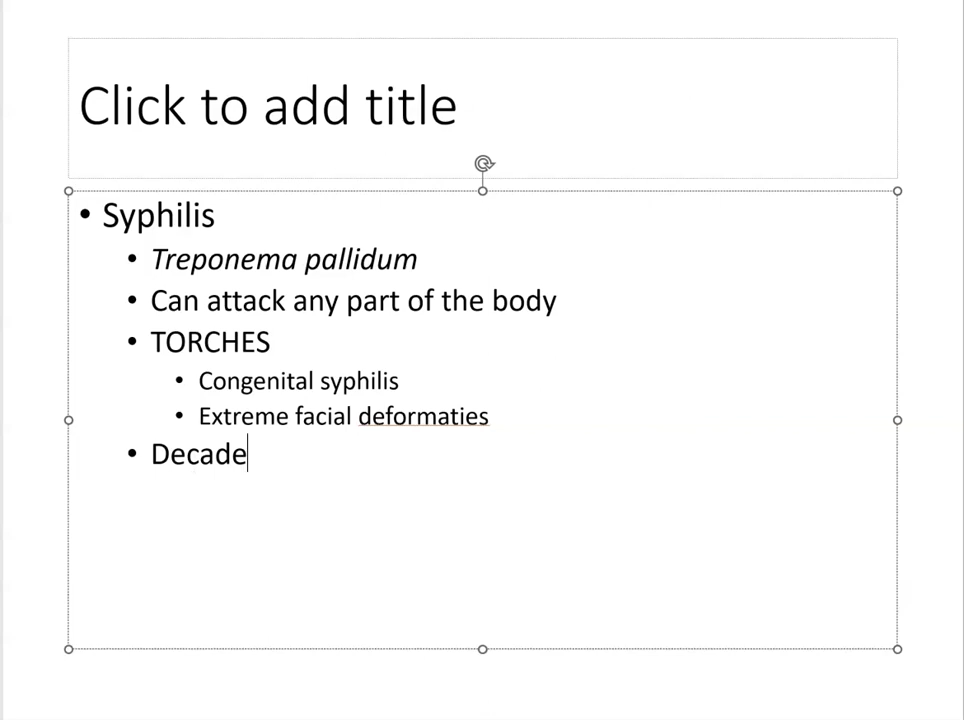 Click to add title
• Syphilis
• Treponema pallidum
• Can attack any part of the body
• TORCHES
• Congenital syphilis
• Extreme facial deformaties
• Decade